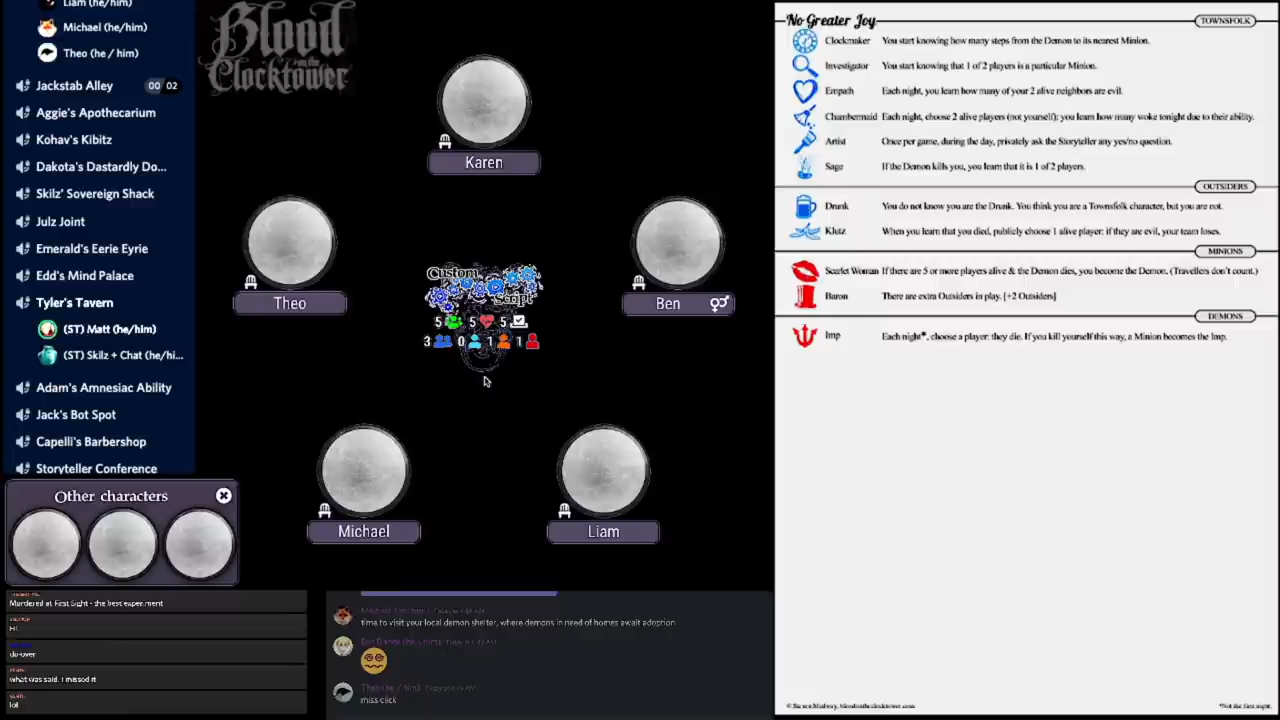 Liam (he/him)
Michael (he/him)
Theo (he / him)
Jackstab Alby
00 02
Aggie's Apothecarium
Kahav's Kibitz
Dakota's Dastardly Do...
Skilz' Sovereign Shack
Julz Joint
Emerald's Eerie Eyrie
Edd's Mind Palace
Tyler's Tavern
(ST) Matt (he/him)
(ST) Skilz + Chat (he/hi...
Adam's Amnesiac Ability
Jack's Bot Spot
Capelli's Barbershop
Storyteller Conference
Other characters
Murdered at First Sight - the best experiment
Hi
do-over
what was said. I missed it
lol
Blood
on the
Clocktower
Karen
Theo
Ben
Custom
Script
5 5 5
3 0 1 1
Michael
Liam
time to visit your local demon shelter, where demons in need of homes await adoption
Theo (he / him)
miss click
No Greater Joy
TOWNSFOLK
Clockmaker You start knowing how many steps from the Demon to its nearest Minion.
Investigator You start knowing that 1 of 2 players is a particular Minion.
Empath Each night, you learn how many of your 2 alive neighbors are evil.
Chambermaid Each night, choose 2 alive players (not yourself): you learn how many woke tonight due to their ability.
Artist Once per game, during the day, privately ask the Storyteller any yes/no question.
Sage If the Demon kills you, you learn that it is 1 of 2 players.
OUTSIDERS
Drunk You do not know you are the Drunk. You think you are a Townsfolk character, but you are not.
Klutz When you learn that you died, publicly choose 1 alive player: if they are evil, your team loses.
MINIONS
Scarlet Woman If there are 5 or more players alive & the Demon dies, you become the Demon. (Travellers don't count.)
Baron There are extra Outsiders in play. [+2 Outsiders]
DEMONS
Imp Each night*, choose a player: they die. If you kill yourself this way, a Minion becomes the Imp.
© Steven Medway, bloodontheclocktower.com
*Not the first night.